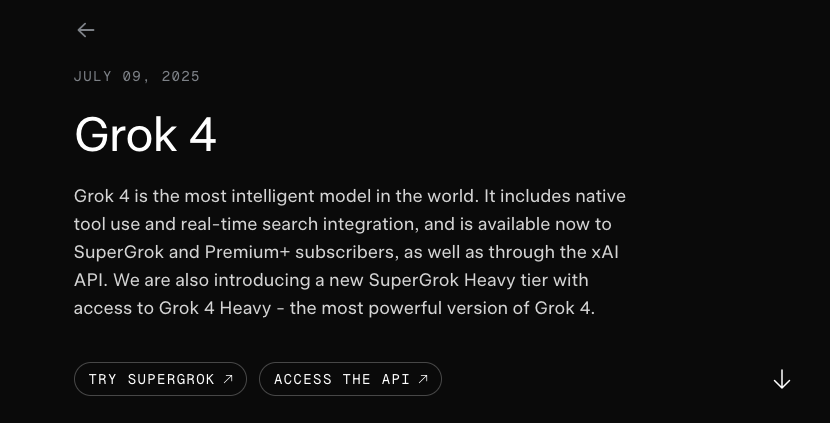 JULY 09, 2025
Grok 4
Grok 4 is the most intelligent model in the world. It includes native
tool use and real-time search integration, and is available now to
SuperGrok and Premium+ subscribers, as well as through the xAI
API. We are also introducing a new SuperGrok Heavy tier with
access to Grok 4 Heavy - the most powerful version of Grok 4.
TRY SUPERGROK
ACCESS THE API